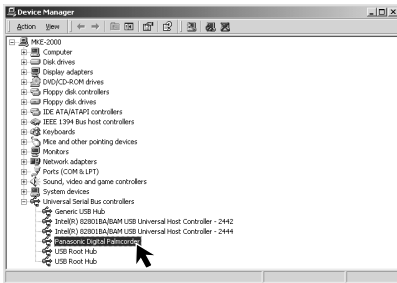 Device Manager
Action View
MKE-2000
Computer
Disk drives
Display adapters
DVD/CD-ROM drives
Floppy disk controllers
Floppy disk drives
IDE ATA/ATAPI controllers
IEEE 1394 Bus host controllers
Keyboards
Mice and other pointing devices
Monitors
Network adapters
Ports (COM & LPT)
Sound, video and game controllers
System devices
Universal Serial Bus controllers
Generic USB Hub
Intel(R) 82801BA/BAM USB Universal Host Controller - 2442
Intel(R) 82801BA/BAM USB Universal Host Controller - 2444
Panasonic Digital Palmcorder
USB Root Hub
USB Root Hub